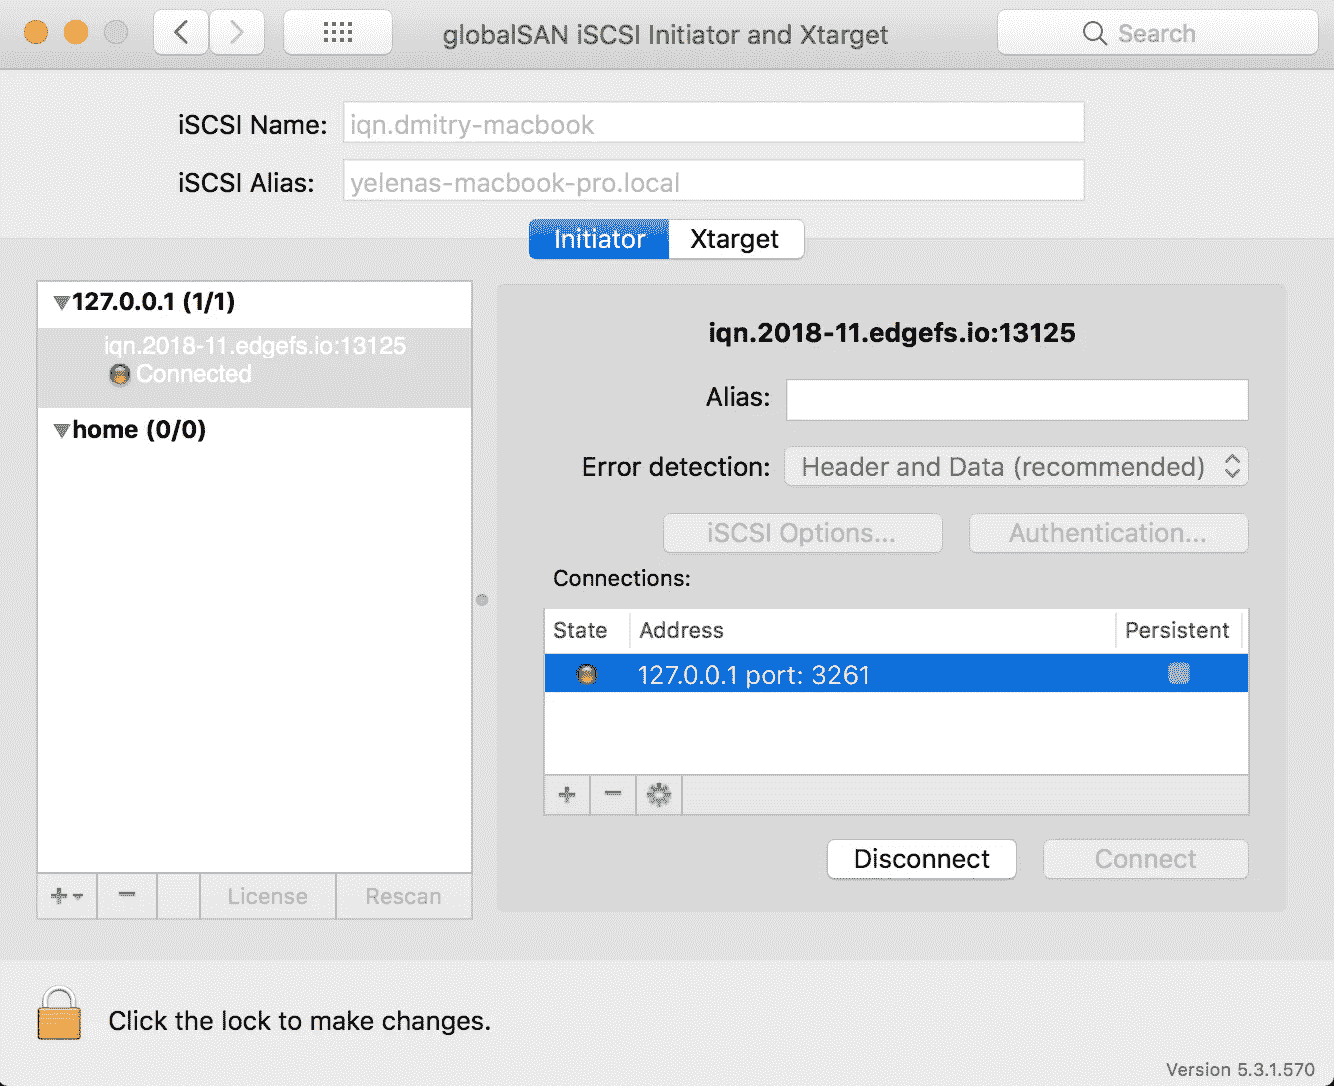 globalSAN iSCSI Initiator and Xtarget
Search
iSCSI Name: iqn.dmitry-macbook
iSCSI Alias: yelenas-macbook-pro.local
Initiator Xtarget
127.0.0.1 (1/1)
iqn.2018-11.edgefs.io:13125
Connected
home (0/0)
License Rescan
iqn.2018-11.edgefs.io:13125
Alias:
Error detection: Header and Data (recommended)
iSCSI Options... Authentication...
Connections:
State Address Persistent
127.0.0.1 port: 3261
Disconnect Connect
Click the lock to make changes.
Version 5.3.1.570